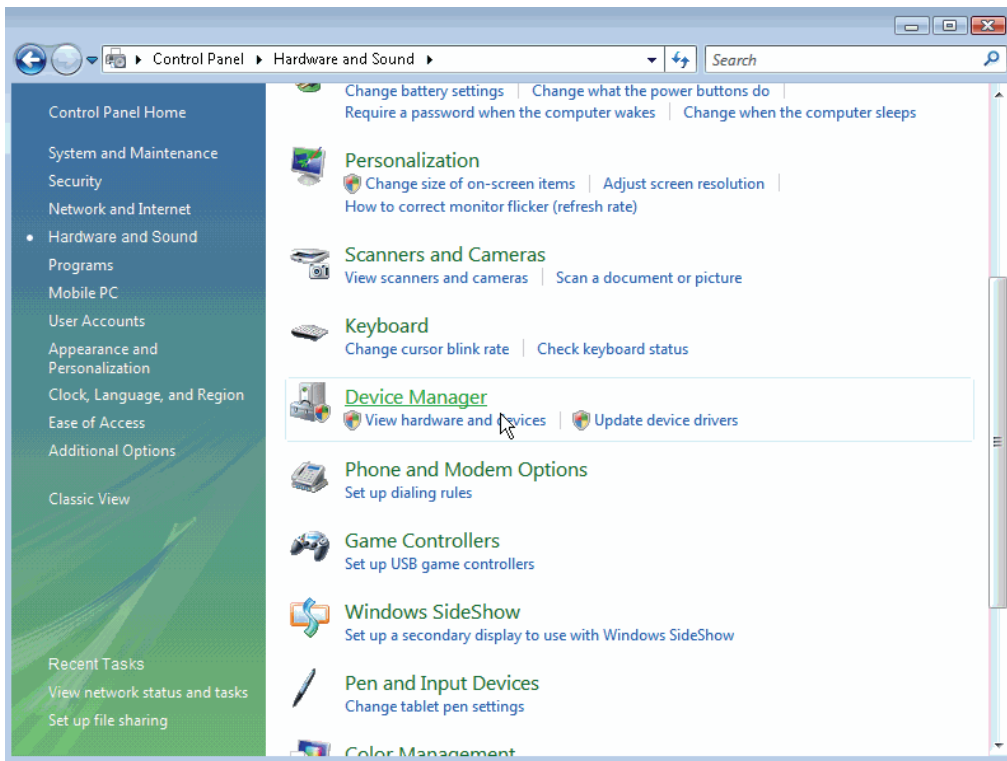 Control Panel Hardware and Sound Search
Control Panel Home
System and Maintenance
Security
Network and Internet
Hardware and Sound
Programs
Mobile PC
User Accounts
Appearance and
Personalization
Clock, Language, and Region
Ease of Access
Additional Options
Classic View
Recent Tasks
View network status and tasks
Set up file sharing
Change battery settings Change what the power buttons do
Require a password when the computer wakes Change when the computer sleeps
Personalization
Change size of on-screen items Adjust screen resolution
How to correct monitor flicker (refresh rate)
Scanners and Cameras
View scanners and cameras Scan a document or picture
Keyboard
Change cursor blink rate Check keyboard status
Device Manager
View hardware and devices Update device drivers
Phone and Modem Options
Set up dialing rules
Game Controllers
Set up USB game controllers
Windows SideShow
Set up a secondary display to use with Windows SideShow
Pen and Input Devices
Change tablet pen settings
Color Management